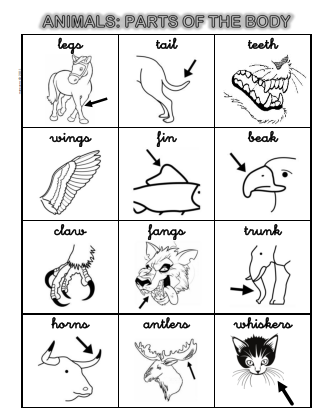 ANIMALS: PARTS OF THE BODY
legs tail teeth
wings fin beak
claw fangs trunk
horns antlers whiskers